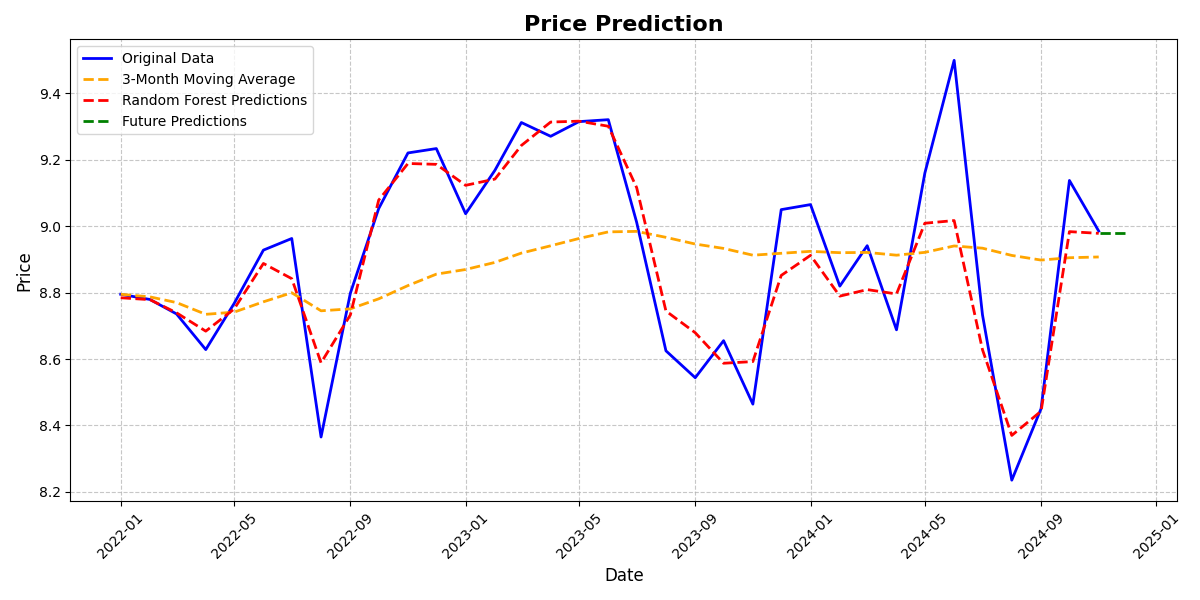 Price Prediction
Original Data
3-Month Moving Average
Random Forest Predictions
Future Predictions
Price
9.4
9.2
9.0
8.8
8.6
8.4
8.2
2022-01
2022-05
2022-09
2023-01
2023-05
2023-09
2024-01
2024-05
2024-09
2025-01
Date